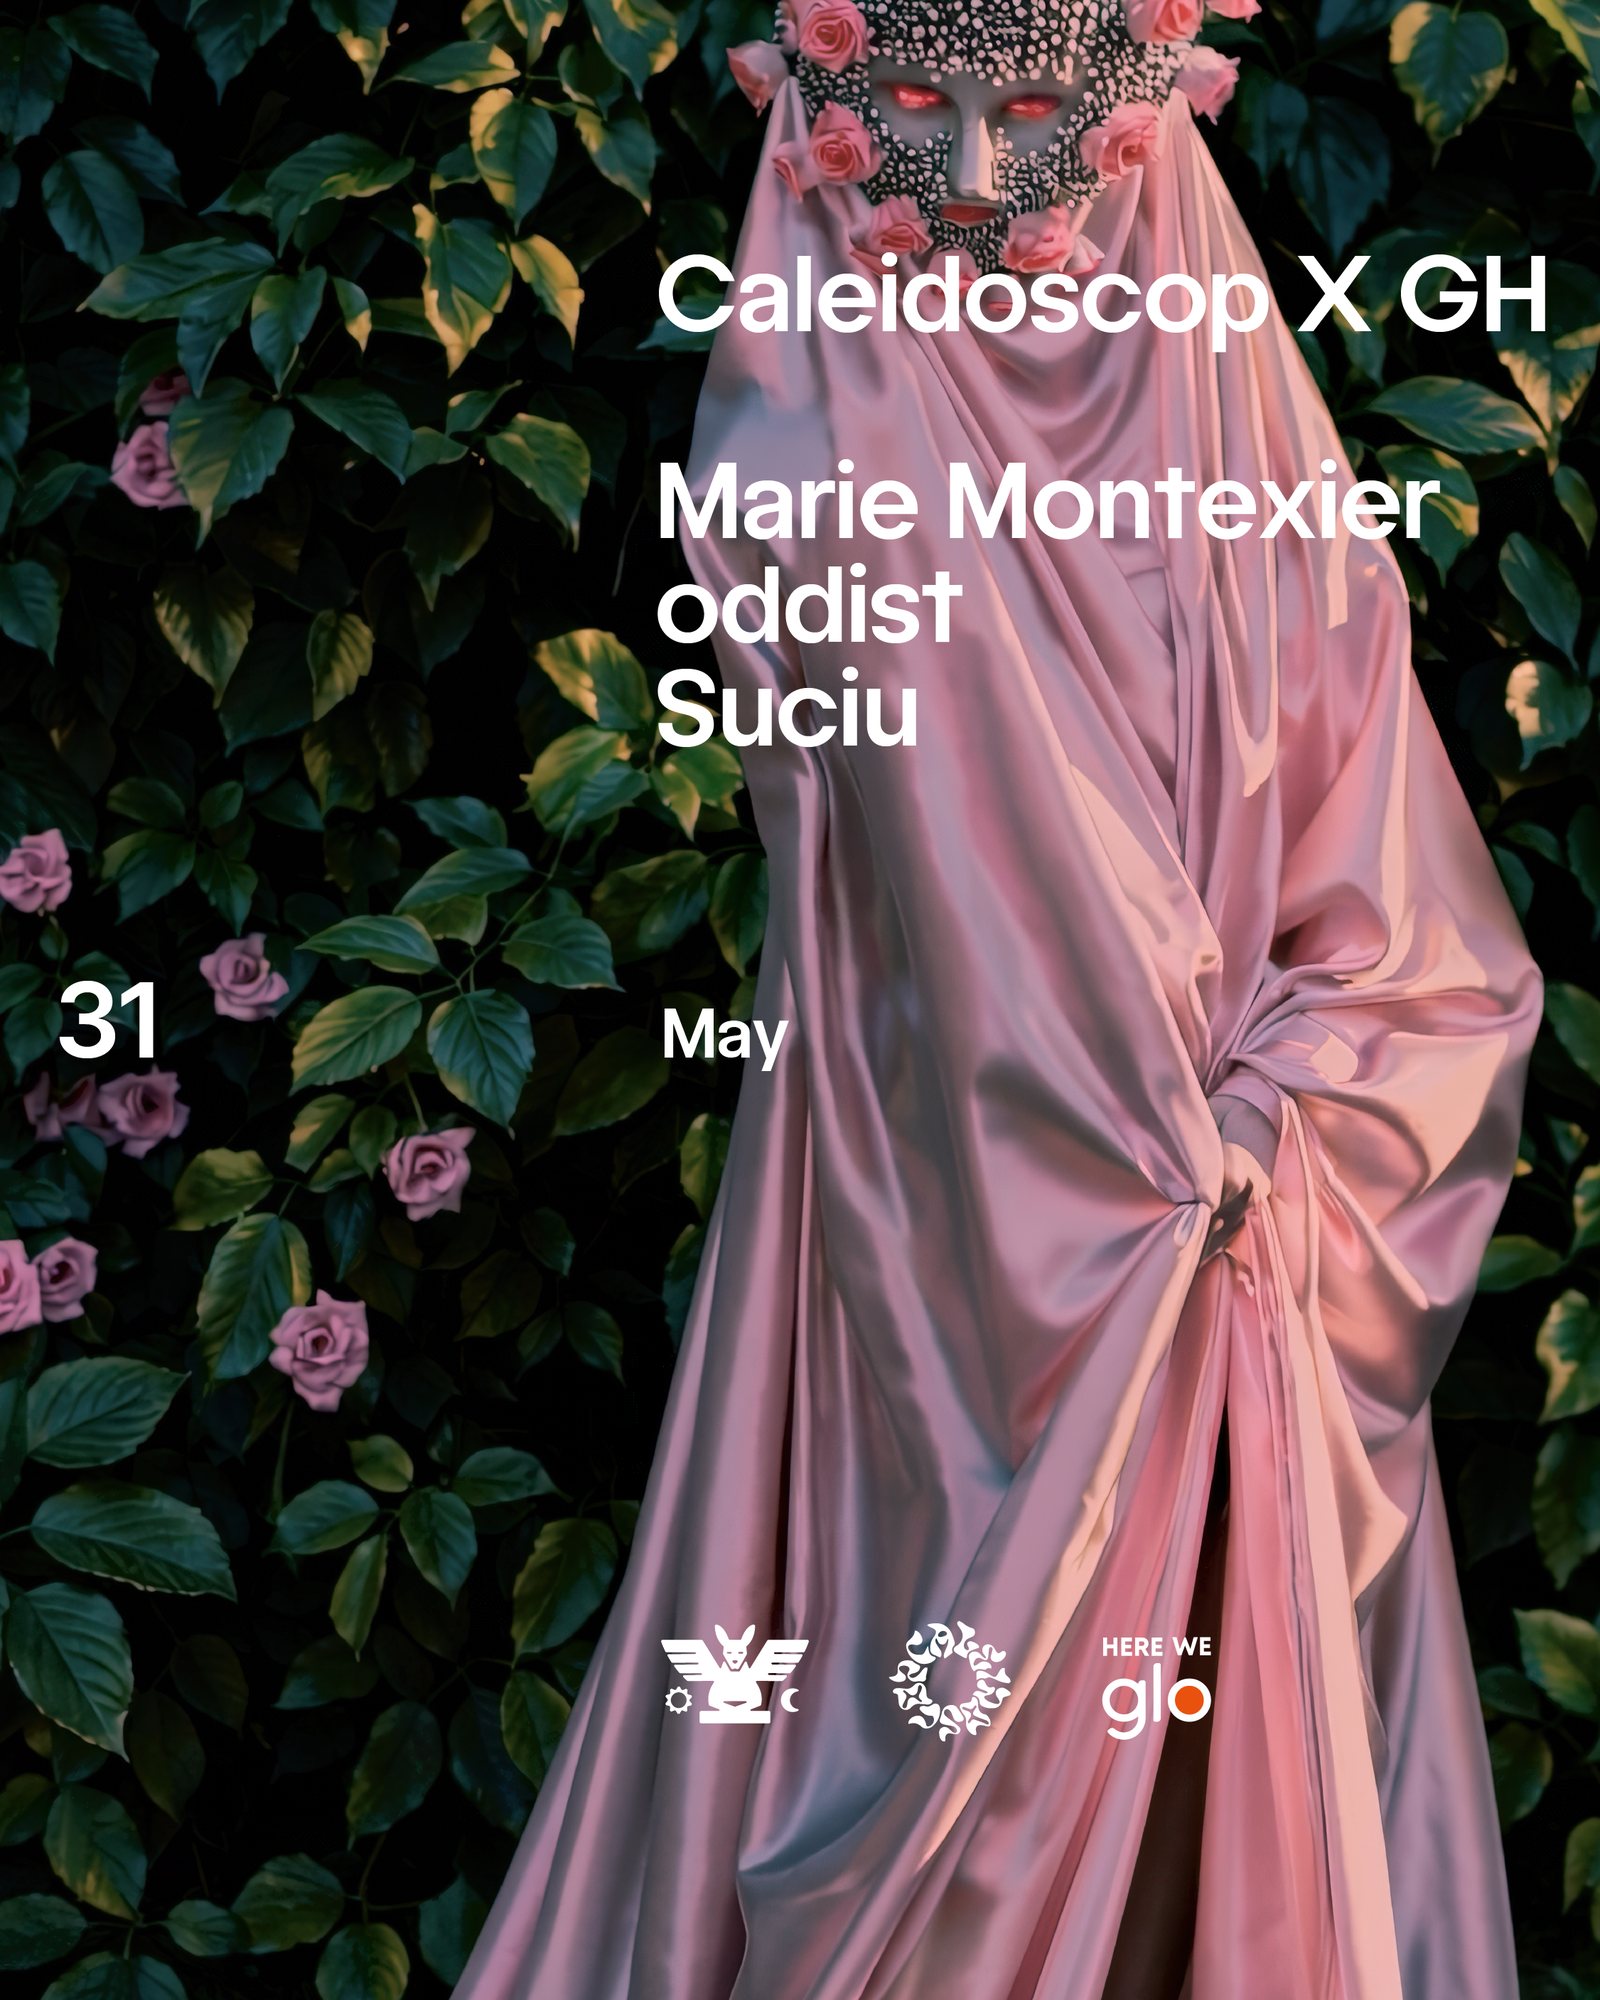 Caleidoscop X GH
Marie Montexier
oddist
Suciu
31 May
HERE WE
glo